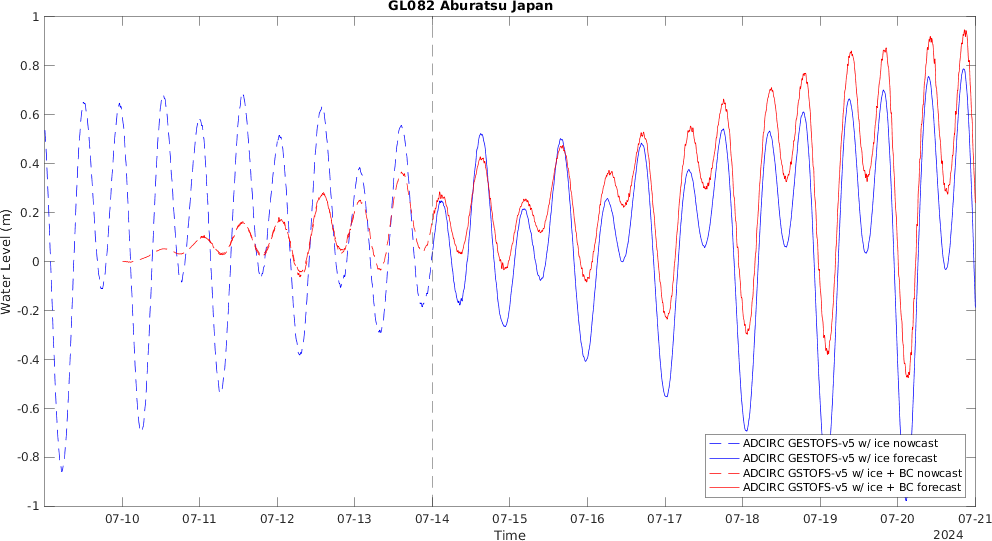 GL082 Aburatsu Japan
1
0.8
0.6
0.4
0.2
0
-0.2
-0.4
-0.6
-0.8
-1
Water Level (m)
ADCIRC GESTOFS-v5 w/ ice nowcast
ADCIRC GESTOFS-v5 w/ ice forecast
ADCIRC GSTOFS-v5 w/ ice + BC nowcast
ADCIRC GSTOFS-v5 w/ ice + BC forecast
07-10 07-11 07-12 07-13 07-14 07-15 07-16 07-17 07-18 07-19 07-20 07-21
Time
2024